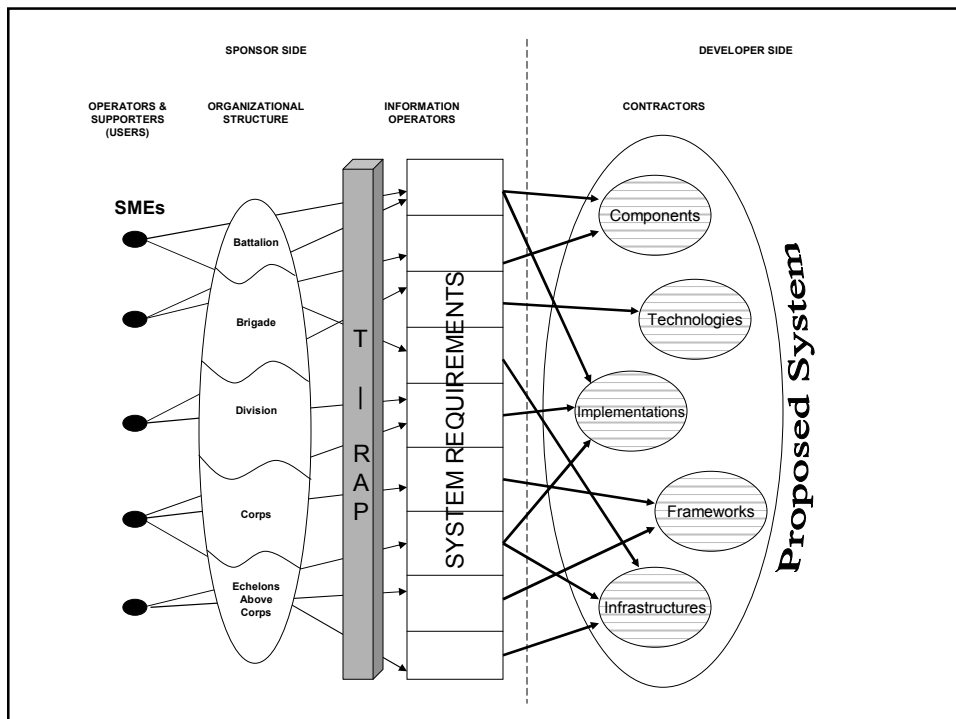 SPONSOR SIDE
DEVELOPER SIDE
OPERATORS &
SUPPORTERS
(USERS)
ORGANIZATIONAL
STRUCTURE
INFORMATION
OPERATORS
CONTRACTORS
SMEs
Battalion
Brigade
Division
Corps
Echelons
Above
Corps
T I RAP
SYSTEM REQUIREMENTS
Components
Technologies
Implementations
Frameworks
Infrastructures
Proposed System